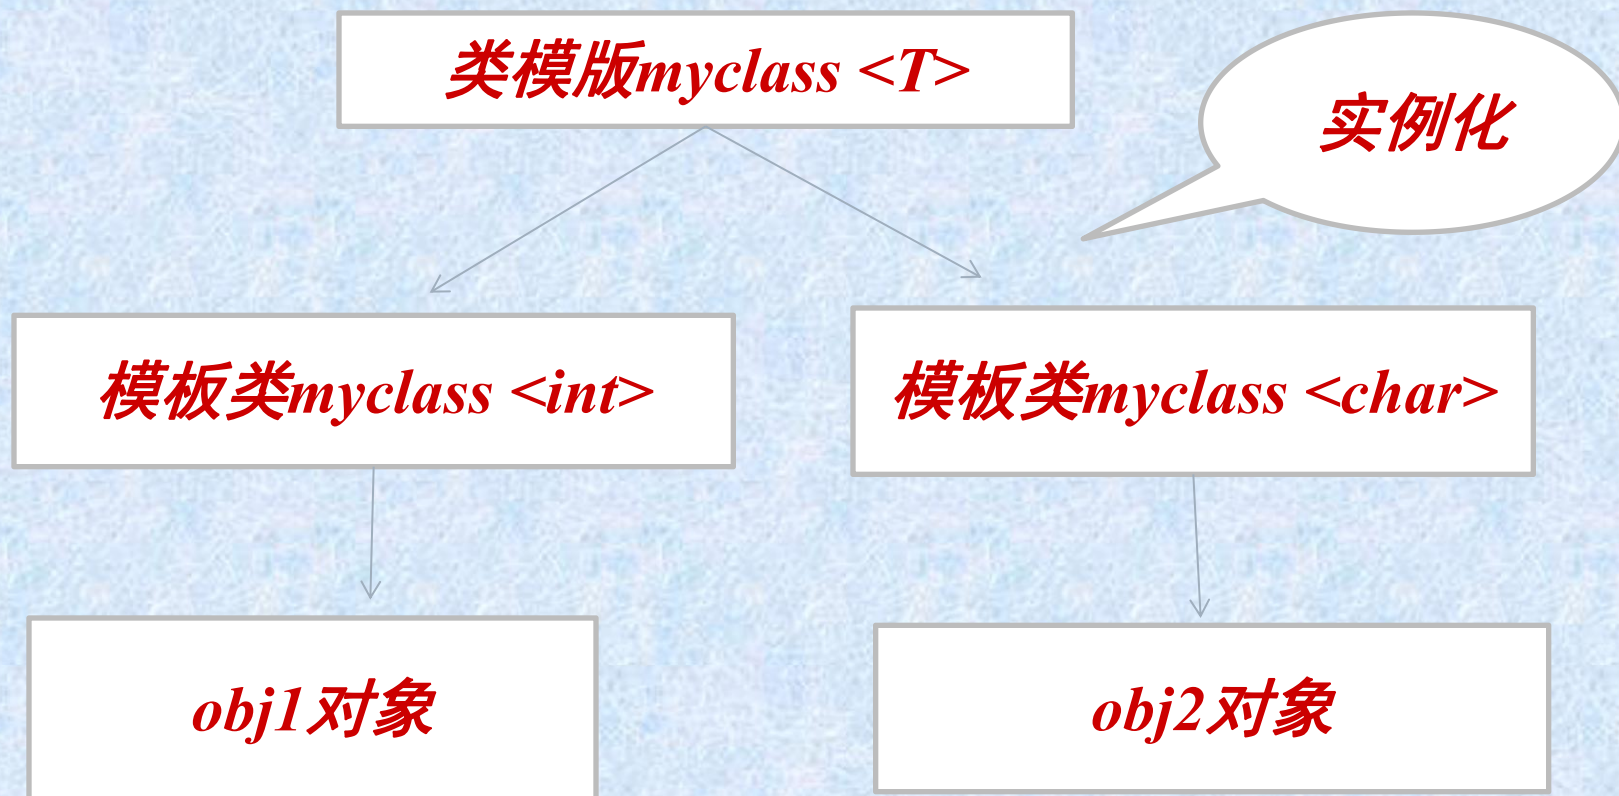 类模版myclass <T>
实例化
模板类myclass <int>
模板类myclass <char>
obj1对象
obj2对象